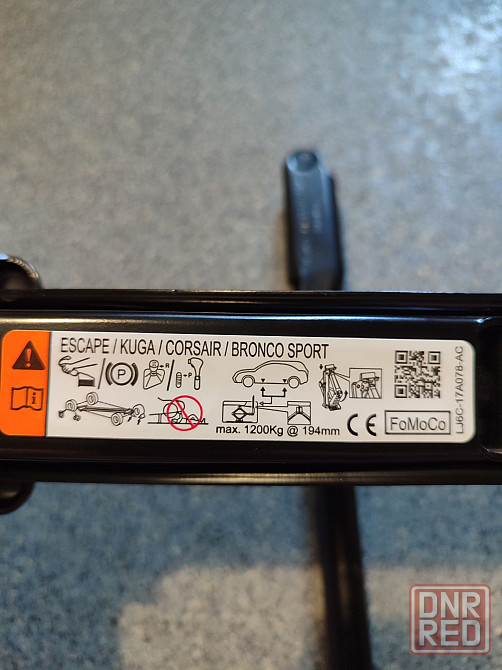 ESCAPE / KUGA / CORSAIR / BRONCO SPORT
P
R
P
max. 1200Kg @ 194mm
CE
FoMoCo
LJ6C-17A078-AC
DNR
RED